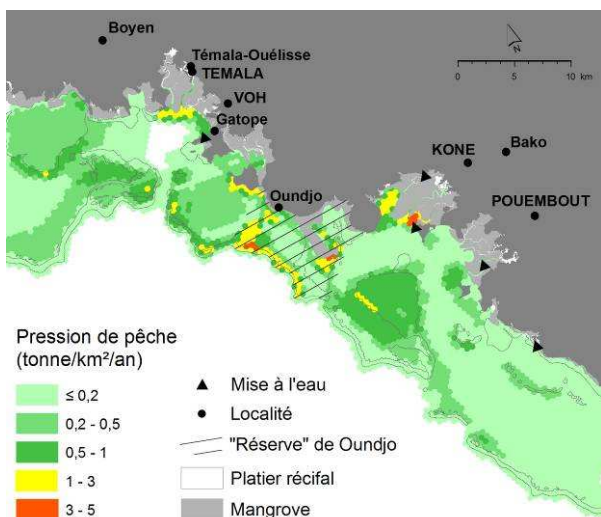 Boyen
Témala-Ouélisse
TEMALA
VOH
Gatope
Oundjo
KONE
Bako
POUEMBOUT
N
0 5 10 km
Pression de pêche
(tonne/km²/an)
≤ 0,2
0,2 - 0,5
0,5 - 1
1 - 3
3 - 5
Mise à l'eau
Localité
"Réserve" de Oundjo
Platier récifal
Mangrove